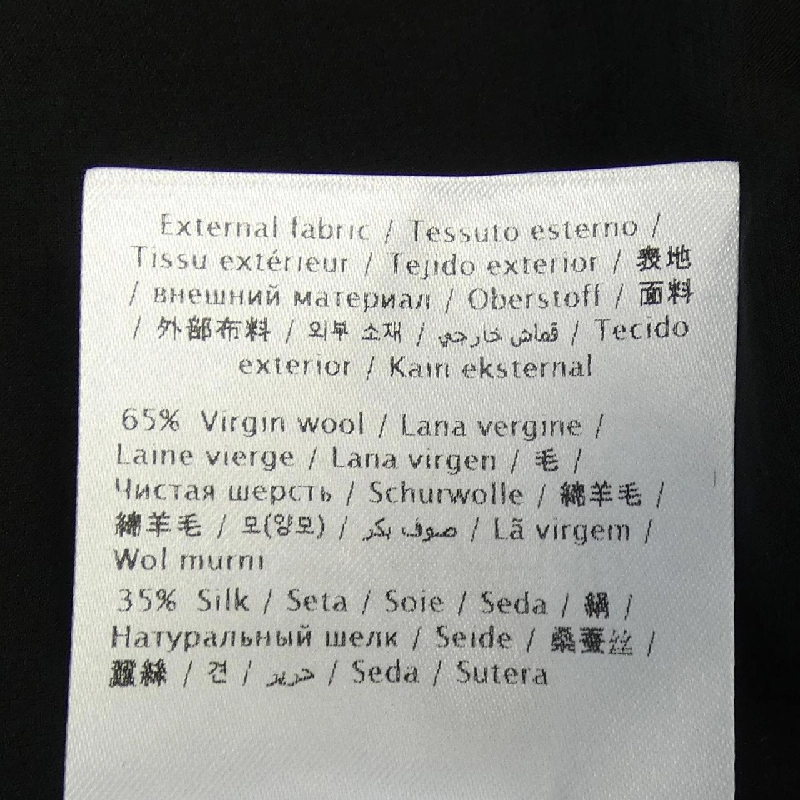 External fabric / Tessuto esterno /
Tissu extérieur / Tejido exterior / 表地
/ внешний материал / Oberstoff / 面料
/ 外部布料 / 외부 소재 / قماش خارجي / Tecido
exterior / Kain eksternal
65% Virgin wool / Lana vergine /
Laine vierge / Lana virgen / 毛 /
Чистая шерсть / Schurwolle / 綿羊毛 /
綿羊毛 / 모(양모) / صوف بكر / Lã virgem /
Wol murni
35% Silk / Seta / Soie / Seda / 絹 /
Натуральный шелк / Seide / 桑蚕丝 /
蠶絲 / 견 / حرير / Seda / Sutera